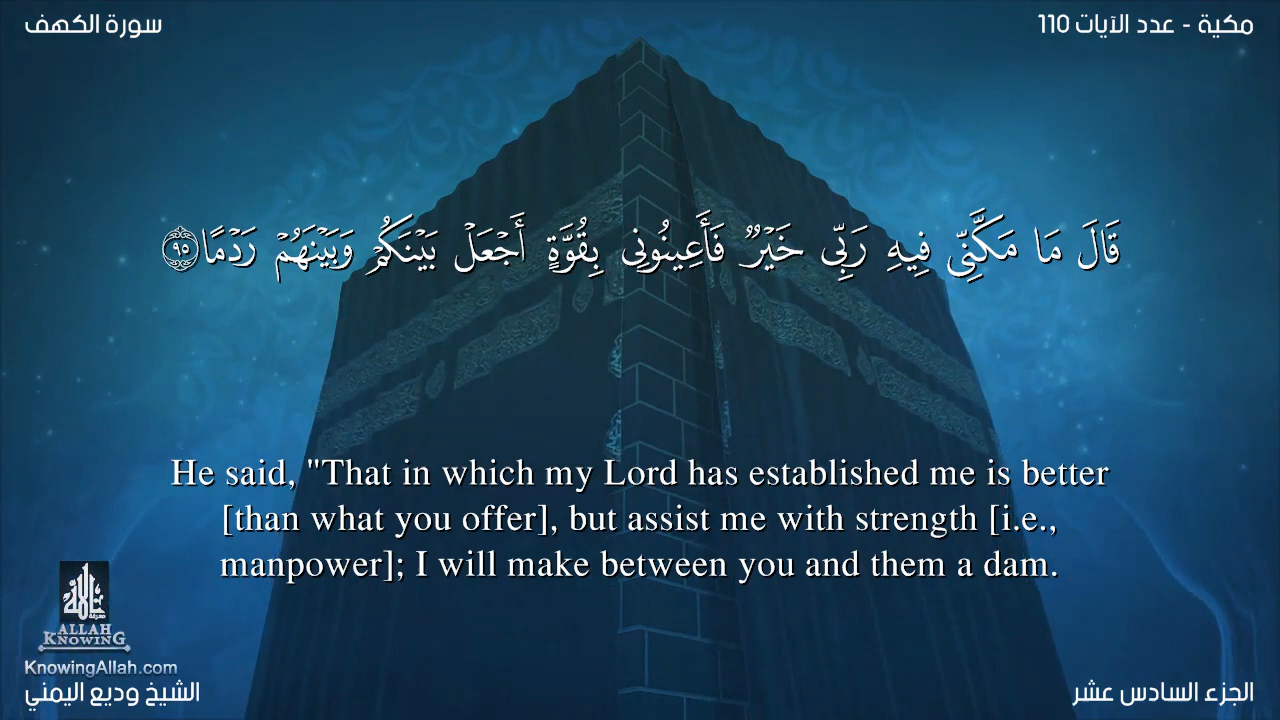 مكية - عدد الآيات 110
سورة الكهف
قَالَ مَا مَكَّنِّى فِيهِ رَبِّى خَيْرٌ فَأَعِينُونِى بِقُوَّةٍ أَجْعَلْ بَيْنَكُمْ وَبَيْنَهُمْ رَدْمًا ٩٥
He said, "That in which my Lord has established me is better
[than what you offer], but assist me with strength [i.e.,
manpower]; I will make between you and them a dam.
ALLAH
KNOWING
KnowingAllah.com
الجزء السادس عشر
الشيخ وديع اليمني